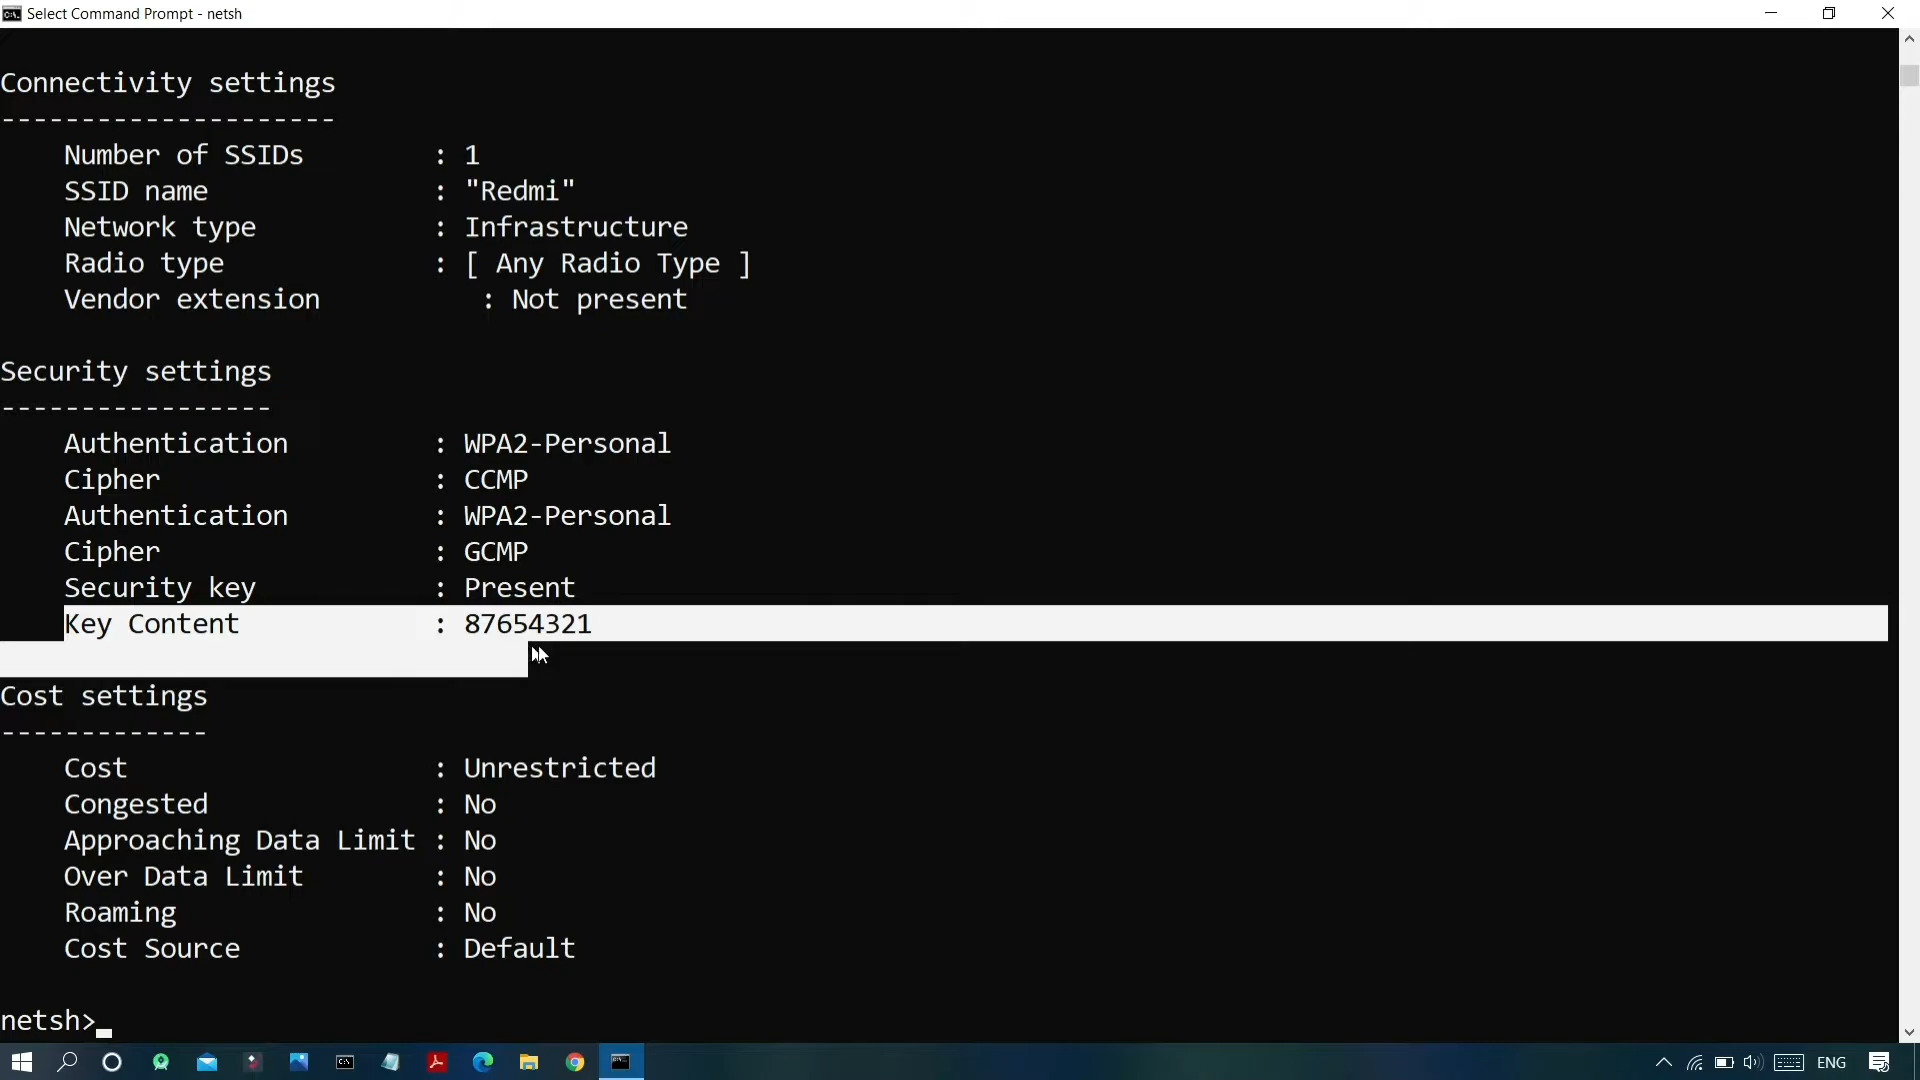 Select Command Prompt - netsh
Connectivity settings
---------------------
Number of SSIDs : 1
SSID name : "Redmi"
Network type : Infrastructure
Radio type : [ Any Radio Type ]
Vendor extension : Not present
Security settings
-----------------
Authentication : WPA2-Personal
Cipher : CCMP
Authentication : WPA2-Personal
Cipher : GCMP
Security key : Present
Key Content : 87654321
Cost settings
-------------
Cost : Unrestricted
Congested : No
Approaching Data Limit : No
Over Data Limit : No
Roaming : No
Cost Source : Default
netsh>
ENG